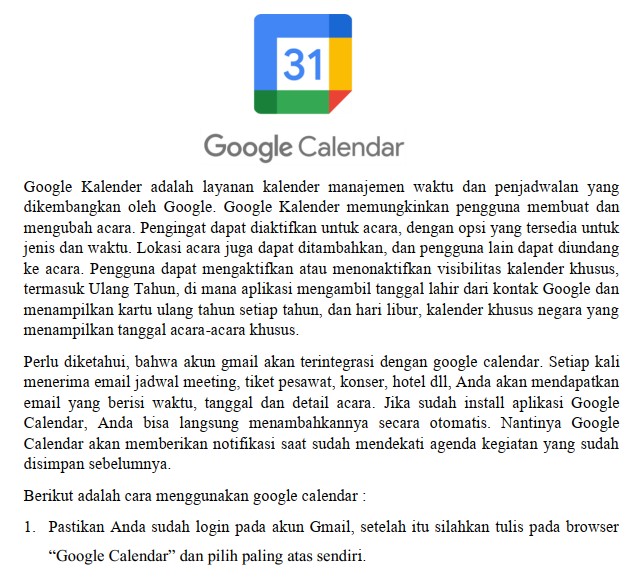 31
Google Calendar
Google Kalender adalah layanan kalender manajemen waktu dan penjadwalan yang
dikembangkan oleh Google. Google Kalender memungkinkan pengguna membuat dan
mengubah acara. Pengingat dapat diaktifkan untuk acara, dengan opsi yang tersedia untuk
jenis dan waktu. Lokasi acara juga dapat ditambahkan, dan pengguna lain dapat diundang
ke acara. Pengguna dapat mengaktifkan atau menonaktifkan visibilitas kalender khusus,
termasuk Ulang Tahun, di mana aplikasi mengambil tanggal lahir dari kontak Google dan
menampilkan kartu ulang tahun setiap tahun, dan hari libur, kalender khusus negara yang
menampilkan tanggal acara-acara khusus.
Perlu diketahui, bahwa akun gmail akan terintegrasi dengan google calendar. Setiap kali
menerima email jadwal meeting, tiket pesawat, konser, hotel dll, Anda akan mendapatkan
email yang berisi waktu, tanggal dan detail acara. Jika sudah install aplikasi Google
Calendar, Anda bisa langsung menambahkannya secara otomatis. Nantinya Google
Calendar akan memberikan notifikasi saat sudah mendekati agenda kegiatan yang sudah
disimpan sebelumnya.
Berikut adalah cara menggunakan google calendar :
1. Pastikan Anda sudah login pada akun Gmail, setelah itu silahkan tulis pada browser
“Google Calendar” dan pilih paling atas sendiri.